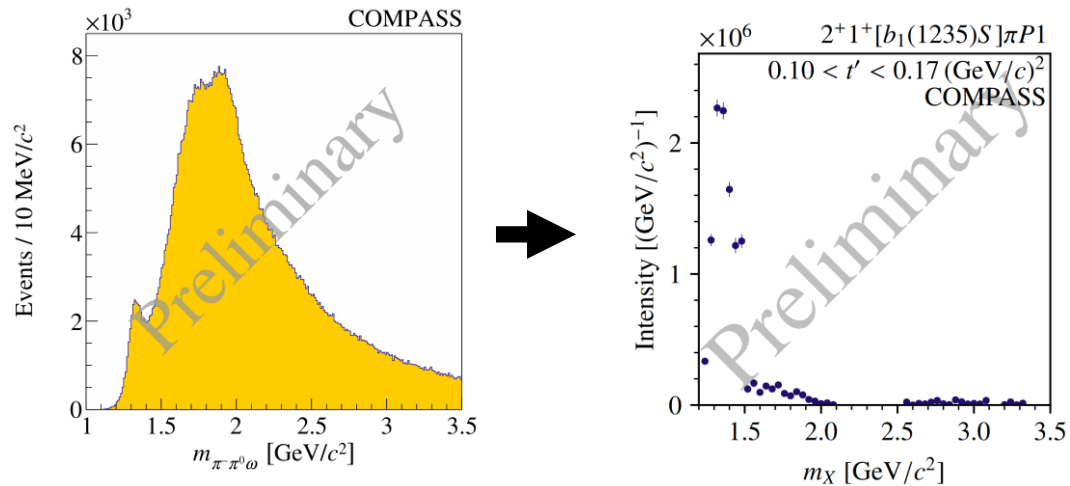 ×10³
COMPASS
8
6
4
2
0
Events / 10 MeV/c²
1
1.5
2
2.5
3
3.5
m_{π⁻π⁰ω} [GeV/c²]
Preliminary
×10⁶
2⁺1⁺[b₁(1235)S]πP1
0.10 < t′ < 0.17 (GeV/c)²
COMPASS
2
1
0
Intensity [(GeV/c²)⁻¹]
1.5
2.0
2.5
3.0
3.5
m_X [GeV/c²]
Preliminary